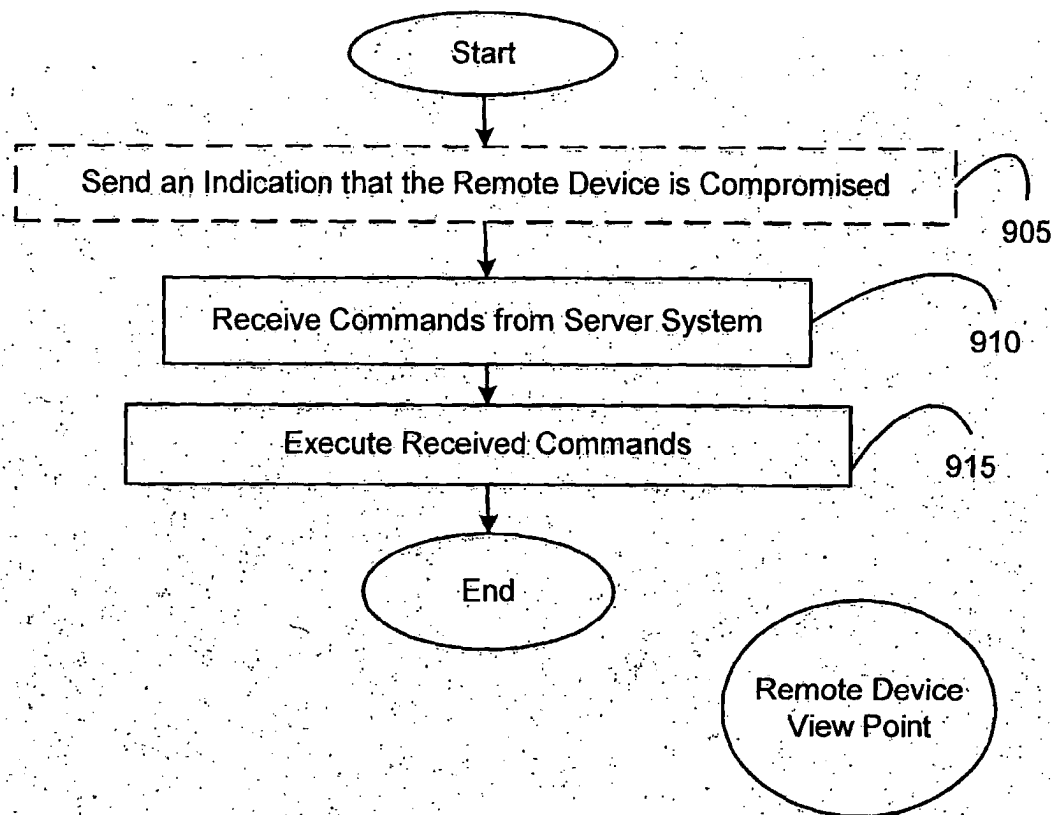 Start
Send an Indication that the Remote Device is Compromised
905
Receive Commands from Server System
910
Execute Received Commands
915
End
Remote Device
View Point